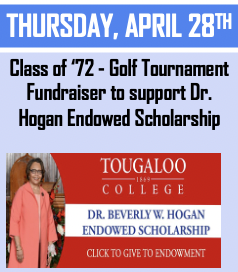 THURSDAY, APRIL 28TH
Class of ‘72 - Golf Tournament
Fundraiser to support Dr.
Hogan Endowed Scholarship
TOUGALOO
1869
COLLEGE
DR. BEVERLY W. HOGAN
ENDOWED SCHOLARSHIP
CLICK TO GIVE TO ENDOWMENT